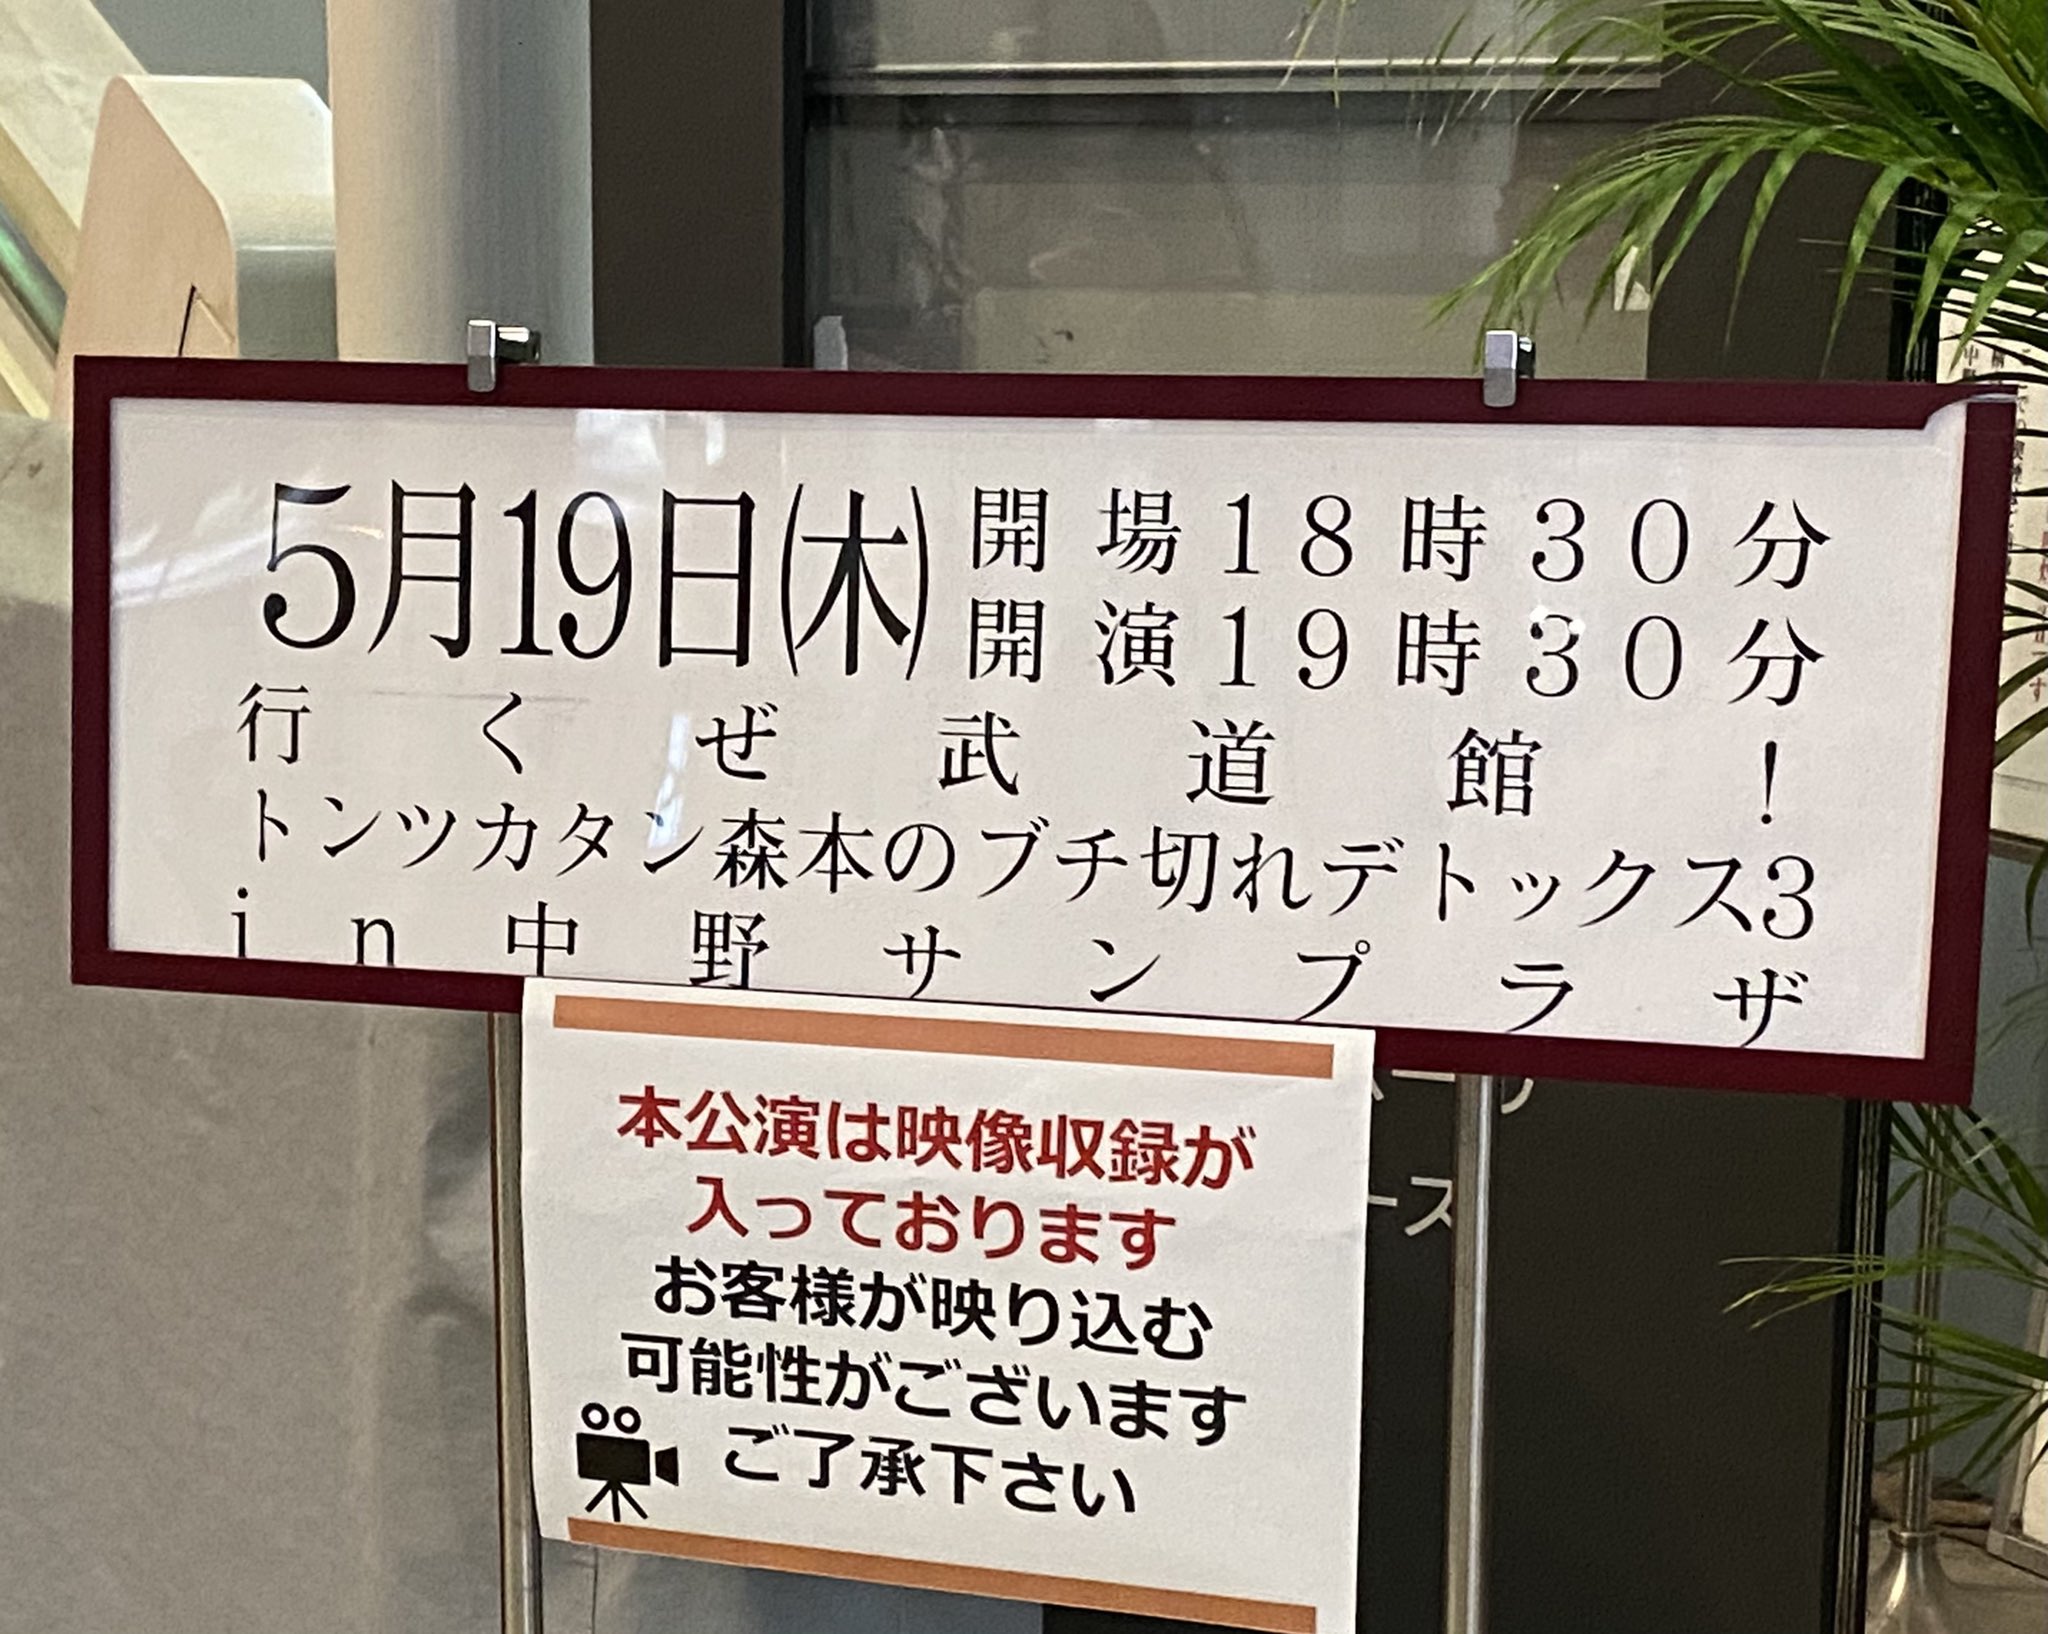 5月19日(木)
開場18時30分
開演19時30分
行くぜ武道館！
トンツカタン森本のブチ切れデトックス3
in中野サンプラザ
本公演は映像収録が
入っております
お客様が映り込む
可能性がございます
ご了承下さい
ース